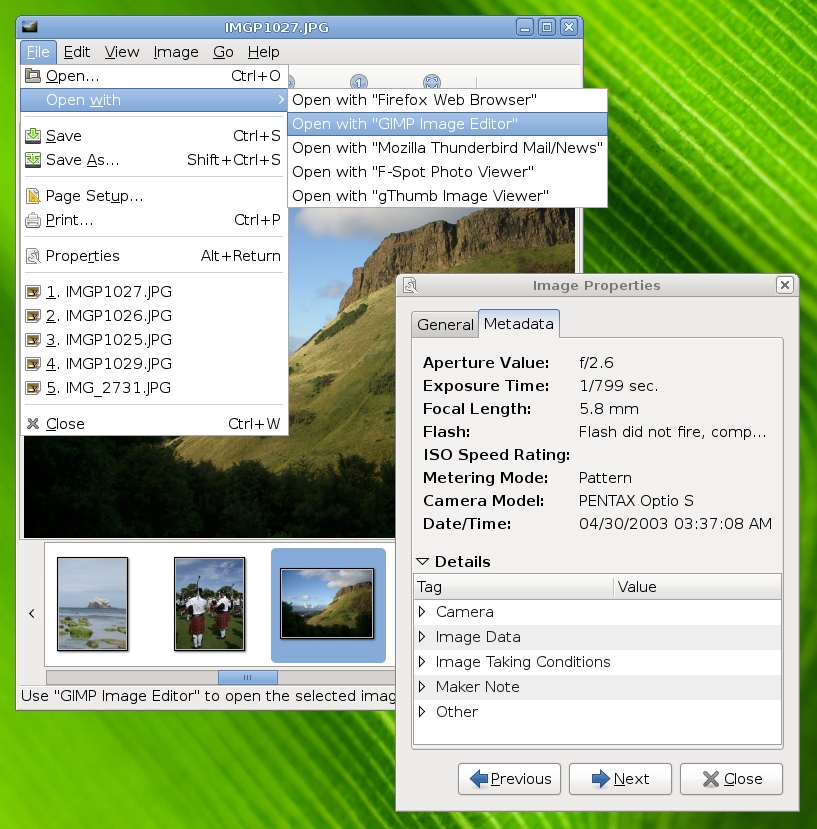 IMGP1027.JPG
File Edit View Image Go Help
Open... Ctrl+O
Open with
Save Ctrl+S
Save As... Shift+Ctrl+S
Page Setup...
Print... Ctrl+P
Properties Alt+Return
1. IMGP1027.JPG
2. IMGP1026.JPG
3. IMGP1025.JPG
4. IMGP1029.JPG
5. IMG_2731.JPG
Close Ctrl+W
1
Open with "Firefox Web Browser"
Open with "GIMP Image Editor"
Open with "Mozilla Thunderbird Mail/News"
Open with "F-Spot Photo Viewer"
Open with "gThumb Image Viewer"
Use "GIMP Image Editor" to open the selected imag
Image Properties
General Metadata
Aperture Value: f/2.6
Exposure Time: 1/799 sec.
Focal Length: 5.8 mm
Flash: Flash did not fire, comp...
ISO Speed Rating:
Metering Mode: Pattern
Camera Model: PENTAX Optio S
Date/Time: 04/30/2003 03:37:08 AM
Details
Tag Value
Camera
Image Data
Image Taking Conditions
Maker Note
Other
Previous Next Close